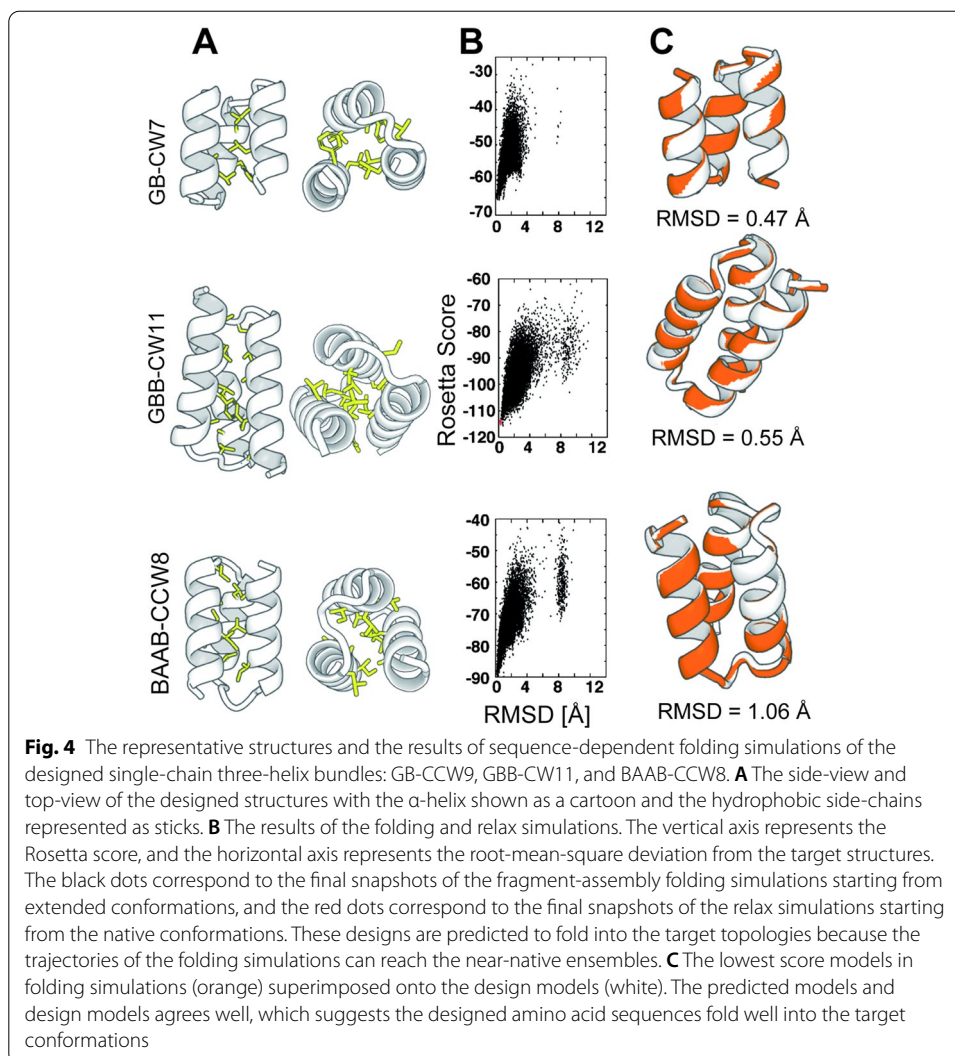 A
B
C
GB-CW7
-30
-40
-50
-60
-70
0 4 8 12
RMSD = 0.47 Å
GBB-CW11
Rosetta Score
-60
-70
-80
-90
-100
-110
-120
0 4 8 12
RMSD = 0.55 Å
BAAB-CCW8
-40
-50
-60
-70
-80
-90
0 4 8 12
RMSD [Å]
RMSD = 1.06 Å
Fig. 4 The representative structures and the results of sequence-dependent folding simulations of the
designed single-chain three-helix bundles: GB-CCW9, GBB-CW11, and BAAB-CCW8. A The side-view and
top-view of the designed structures with the α-helix shown as a cartoon and the hydrophobic side-chains
represented as sticks. B The results of the folding and relax simulations. The vertical axis represents the
Rosetta score, and the horizontal axis represents the root-mean-square deviation from the target structures.
The black dots correspond to the final snapshots of the fragment-assembly folding simulations starting from
extended conformations, and the red dots correspond to the final snapshots of the relax simulations starting
from the native conformations. These designs are predicted to fold into the target topologies because the
trajectories of the folding simulations can reach the near-native ensembles. C The lowest score models in
folding simulations (orange) superimposed onto the design models (white). The predicted models and
design models agrees well, which suggests the designed amino acid sequences fold well into the target
conformations